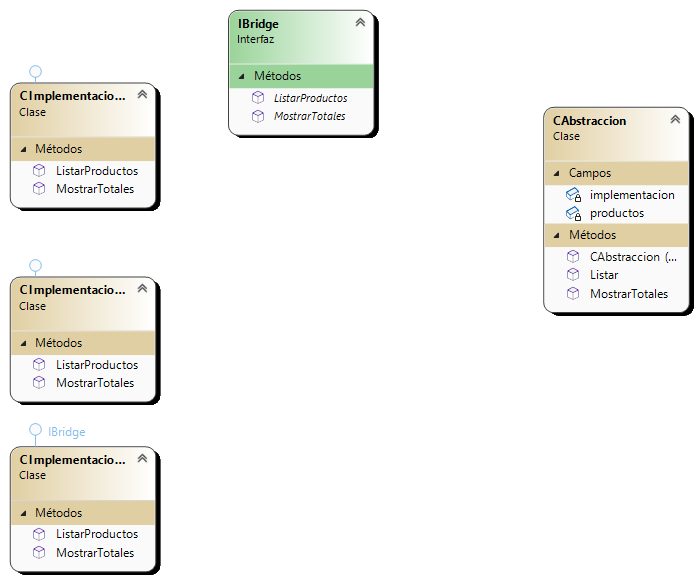 IBridge
Interfaz
Métodos
ListarProductos
MostrarTotales
CImplementacio...
Clase
Métodos
ListarProductos
MostrarTotales
CAbstraccion
Clase
Campos
implementacion
productos
Métodos
CAbstraccion (...
Listar
MostrarTotales
CImplementacio...
Clase
Métodos
ListarProductos
MostrarTotales
IBridge
CImplementacio...
Clase
Métodos
ListarProductos
MostrarTotales